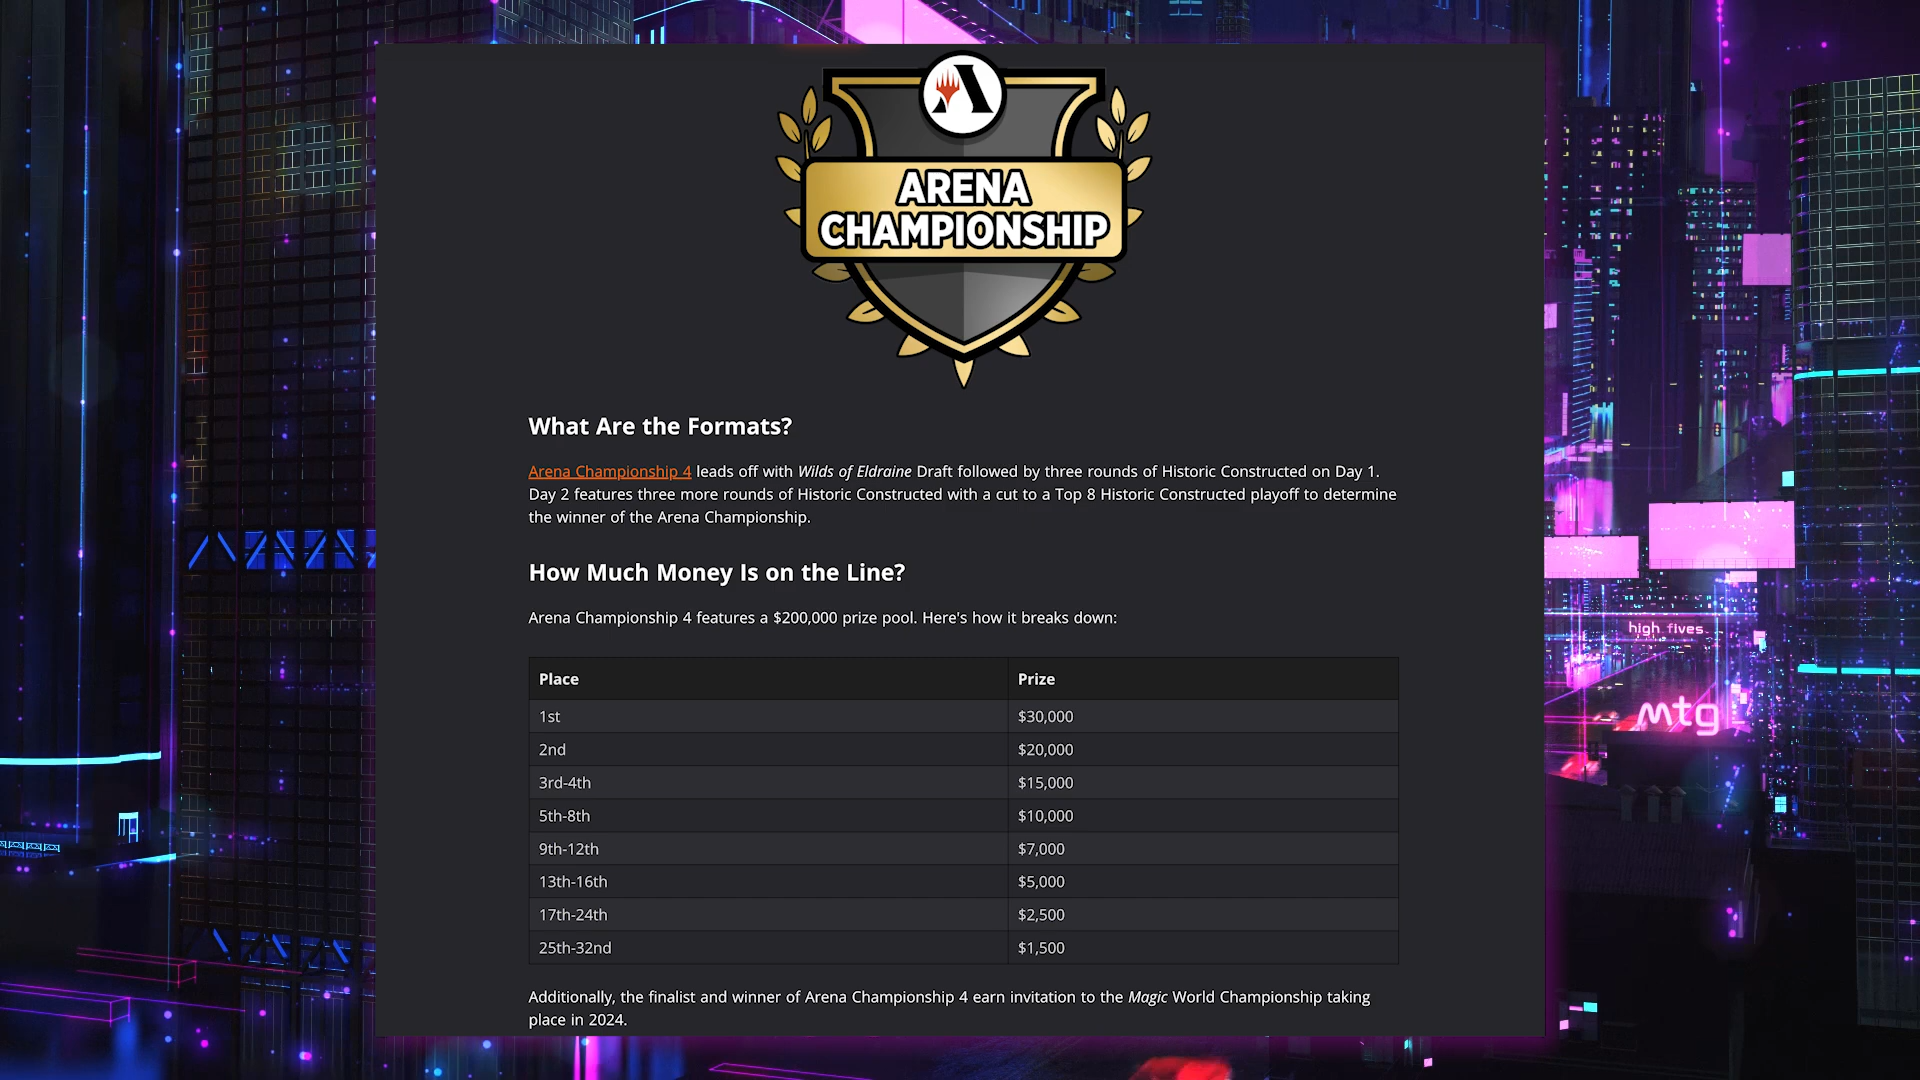 ARENA
CHAMPIONSHIP
What Are the Formats?
Arena Championship 4 leads off with Wilds of Eldraine Draft followed by three rounds of Historic Constructed on Day 1.
Day 2 features three more rounds of Historic Constructed with a cut to a Top 8 Historic Constructed playoff to determine
the winner of the Arena Championship.
How Much Money Is on the Line?
Arena Championship 4 features a $200,000 prize pool. Here's how it breaks down:
Place Prize
1st $30,000
2nd $20,000
3rd-4th $15,000
5th-8th $10,000
9th-12th $7,000
13th-16th $5,000
17th-24th $2,500
25th-32nd $1,500
Additionally, the finalist and winner of Arena Championship 4 earn invitation to the Magic World Championship taking
place in 2024.
high fives
mtg